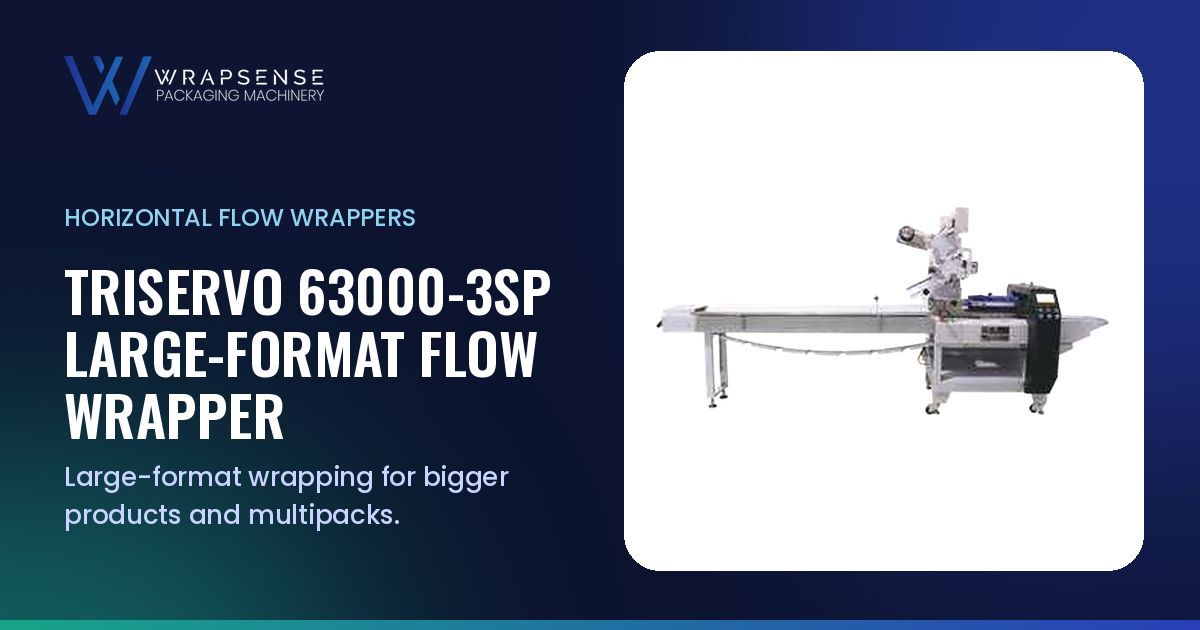 WRAPSENSE
PACKAGING MACHINERY
HORIZONTAL FLOW WRAPPERS
TRISERVO 63000-3SP
LARGE-FORMAT FLOW
WRAPPER
Large-format wrapping for bigger
products and multipacks.